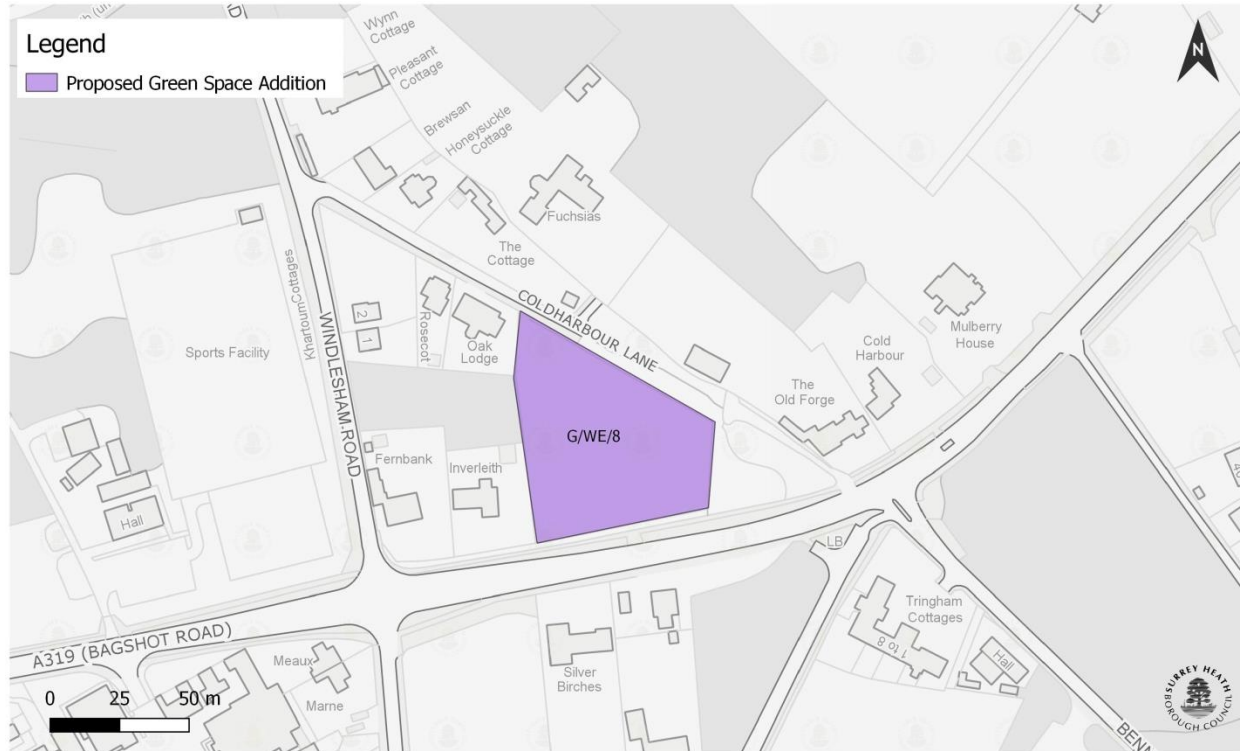 Legend
Proposed Green Space Addition
N
Wynn
Cottage
Pleasant
Cottage
Brewsan
Honeysuckle
Cottage
Fuchsias
The
Cottage
COLDHARBOUR LANE
Khartoum Cottages
WINDLESHAM ROAD
Sports Facility
2
1
Rosecot
Oak
Lodge
Mulberry
House
Cold
Harbour
The
Old Forge
G/WE/8
Fernbank
Inverleith
Hall
LB
Tringham
Cottages
1 to 8
Hall
A319 (BAGSHOT ROAD)
Meaux
Marne
Silver
Birches
0 25 50 m
SURREY HEATH
BOROUGH COUNCIL